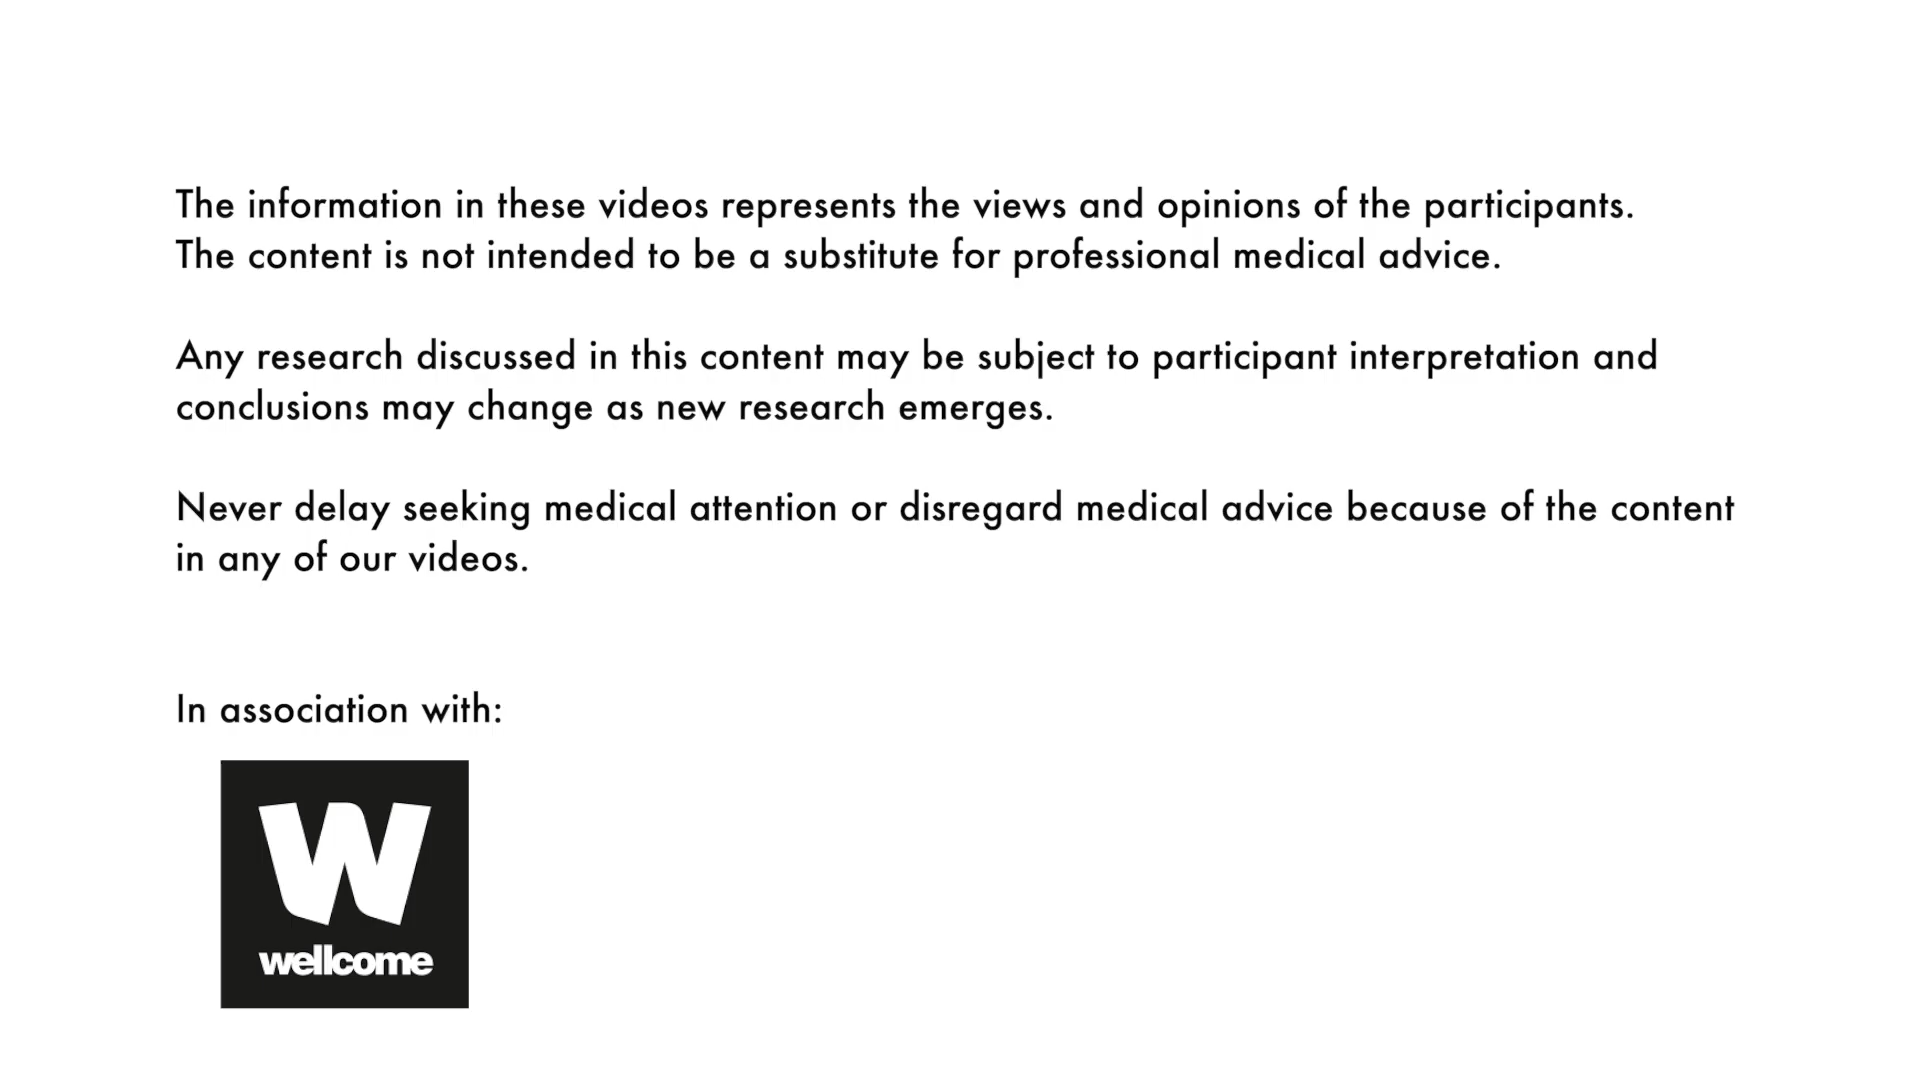 The information in these videos represents the views and opinions of the participants.
The content is not intended to be a substitute for professional medical advice.
Any research discussed in this content may be subject to participant interpretation and
conclusions may change as new research emerges.
Never delay seeking medical attention or disregard medical advice because of the content
in any of our videos.
In association with:
W
wellcome